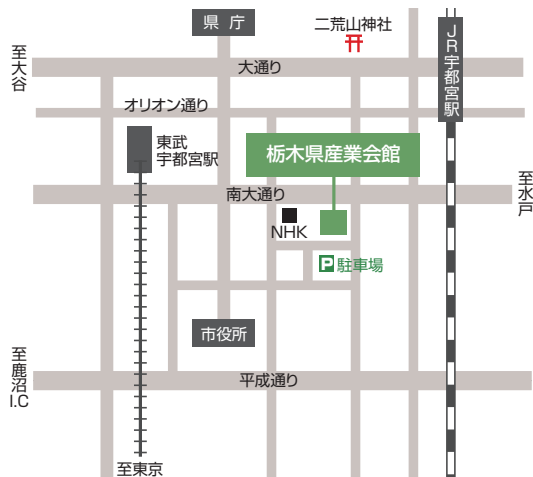 県庁
二荒山神社
JR宇都宮駅
至大谷
大通り
オリオン通り
東武
宇都宮駅
栃木県産業会館
至水戸
南大通り
NHK
P 駐車場
市役所
至鹿沼
I.C
平成通り
至東京